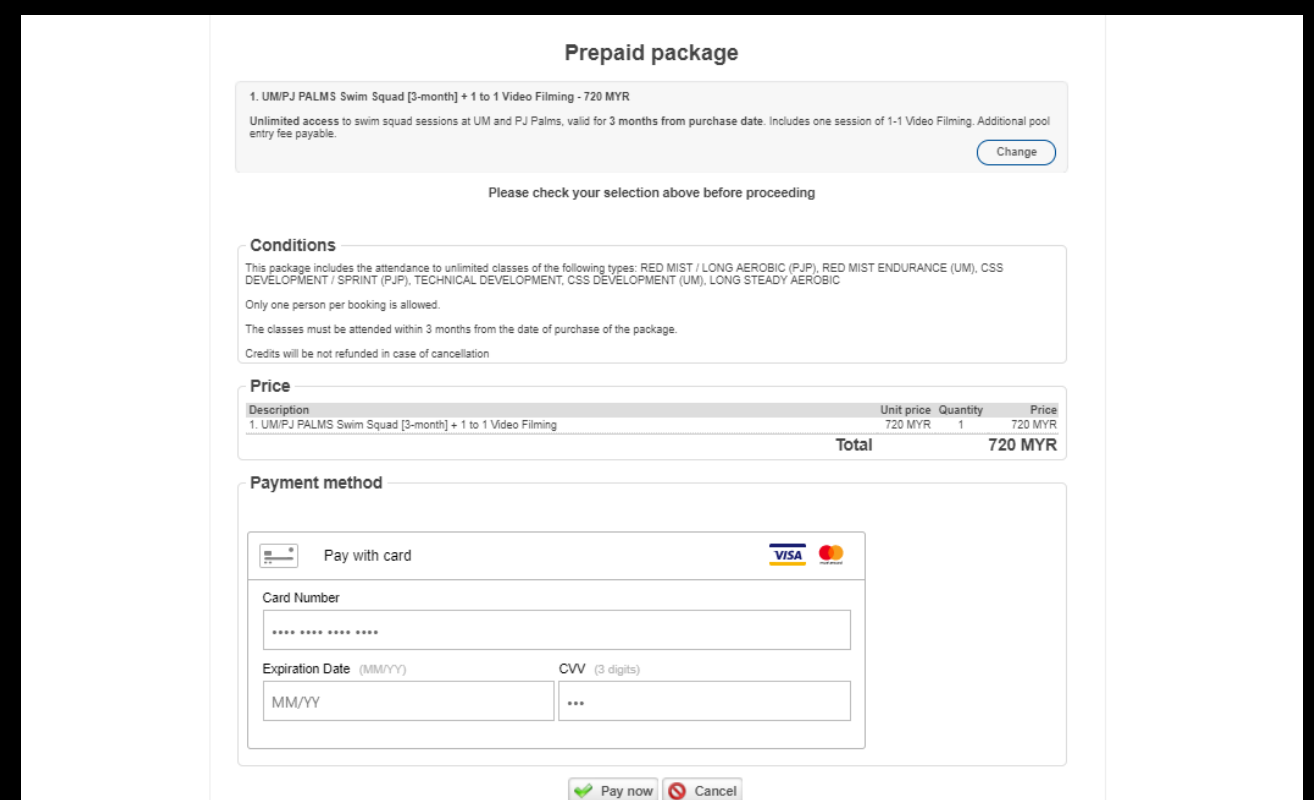 Prepaid package
1. UM/PJ PALMS Swim Squad [3-month] + 1 to 1 Video Filming - 720 MYR
Unlimited access to swim squad sessions at UM and PJ Palms, valid for 3 months from purchase date. Includes one session of 1-1 Video Filming. Additional pool
entry fee payable.
Change
Please check your selection above before proceeding
Conditions
This package includes the attendance to unlimited classes of the following types: RED MIST / LONG AEROBIC (PJP), RED MIST ENDURANCE (UM), CSS
DEVELOPMENT / SPRINT (PJP), TECHNICAL DEVELOPMENT, CSS DEVELOPMENT (UM), LONG STEADY AEROBIC
Only one person per booking is allowed.
The classes must be attended within 3 months from the date of purchase of the package.
Credits will be not refunded in case of cancellation
Price
Description Unit price Quantity Price
1. UM/PJ PALMS Swim Squad [3-month] + 1 to 1 Video Filming 720 MYR 1 720 MYR
Total 720 MYR
Payment method
Pay with card VISA
Card Number
•••• •••• •••• ••••
Expiration Date (MM/YY) CVV (3 digits)
MM/YY •••
Pay now Cancel